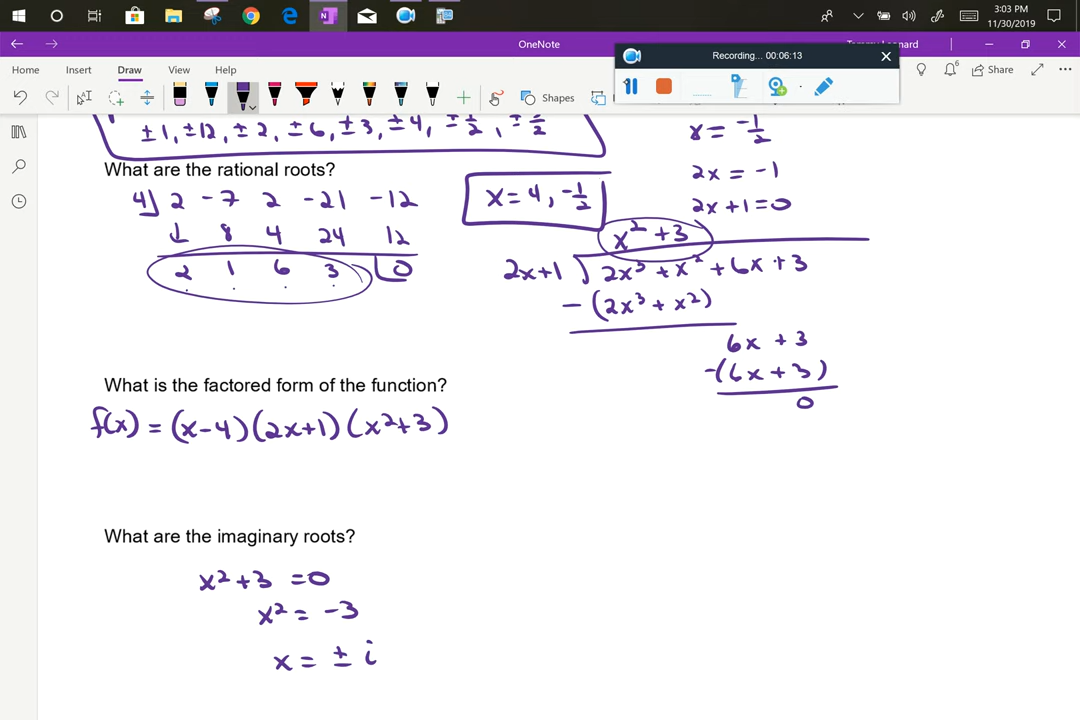 3:03 PM
11/30/2019
OneNote
Tammy Leonard
Recording... 00:06:13
Home Insert Draw View Help
Shapes
6
Share
±1, ±12, ±2, ±6, ±3, ±4, ±½, ±3/2
x = -1/2
2x = -1
2x + 1 = 0
What are the rational roots?
4⌋ 2 -7 2 -21 -12
↓ 8 4 24 12
2 1 6 3 ⌊0
x = 4, -1/2
x² + 3
2x+1 ) 2x³ + x² + 6x + 3
- (2x³ + x²)
6x + 3
-(6x + 3)
0
What is the factored form of the function?
f(x) = (x-4)(2x+1)(x²+3)
What are the imaginary roots?
x² + 3 = 0
x² = -3
x = ± i